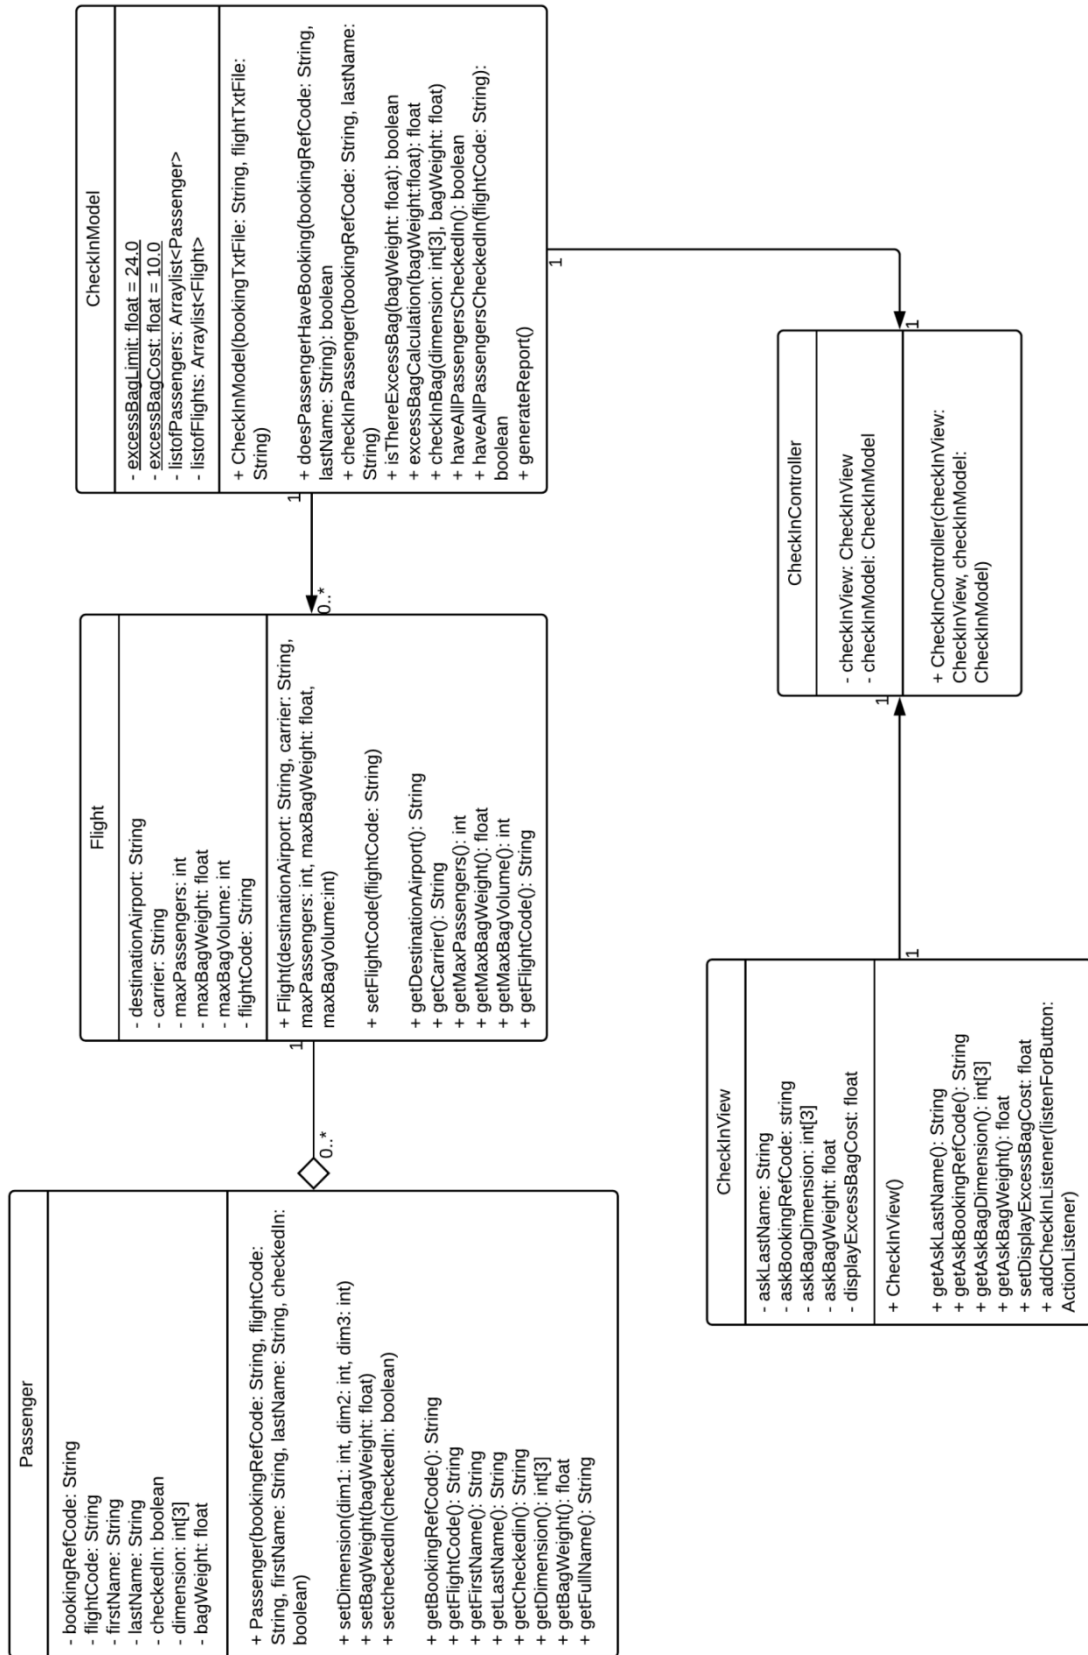 Passenger
- bookingRefCode: String
- flightCode: String
- firstName: String
- lastName: String
- checkedIn: boolean
- dimension: int[3]
- bagWeight: float
+ Passenger(bookingRefCode: String, flightCode:
String, firstName: String, lastName: String, checkedIn:
boolean)
+ setDimension(dim1: int, dim2: int, dim3: int)
+ setBagWeight(bagWeight: float)
+ setcheckedIn(checkedIn: boolean)
+ getBookingRefCode(): String
+ getFlightCode(): String
+ getFirstName(): String
+ getLastName(): String
+ getCheckedin(): String
+ getDimension(): int[3]
+ getBagWeight(): float
+ getFullName(): String
0..*
1
Flight
- destinationAirport: String
- carrier: String
- maxPassengers: int
- maxBagWeight: float
- maxBagVolume: int
- flightCode: String
+ Flight(destinationAirport: String, carrier: String,
maxPassengers: int, maxBagWeight: float,
maxBagVolume:int)
+ setFlightCode(flightCode: String)
+ getDestinationAirport(): String
+ getCarrier(): String
+ getMaxPassengers(): int
+ getMaxBagWeight(): float
+ getMaxBagVolume(): int
+ getFlightCode(): String
0..*
1
CheckInModel
- excessBagLimit: float = 24.0
- excessBagCost: float = 10.0
- listofPassengers: Arraylist<Passenger>
- listofFlights: Arraylist<Flight>
+ CheckInModel(bookingTxtFile: String, flightTxtFile:
String)
+ doesPassengerHaveBooking(bookingRefCode: String,
lastName: String): boolean
+ checkInPassenger(bookingRefCode: String, lastName:
String)
+ isThereExcessBag(bagWeight: float): boolean
+ excessBagCalculation(bagWeight:float): float
+ checkInBag(dimension: int[3], bagWeight: float)
+ haveAllPassengersCheckedIn(): boolean
+ haveAllPassengersCheckedIn(flightCode: String):
boolean
+ generateReport()
1
CheckInView
- askLastName: String
- askBookingRefCode: string
- askBagDimension: int[3]
- askBagWeight: float
- displayExcessBagCost: float
+ CheckInView()
+ getAskLastName(): String
+ getAskBookingRefCode(): String
+ getAskBagDimension(): int[3]
+ getAskBagWeight(): float
+ setDisplayExcessBagCost: float
+ addCheckInListener(listenForButton:
ActionListener)
1
1
CheckInController
- checkInView: CheckInView
- checkInModel: CheckInModel
+ CheckInController(checkInView:
CheckInView, checkInModel:
CheckInModel)
1